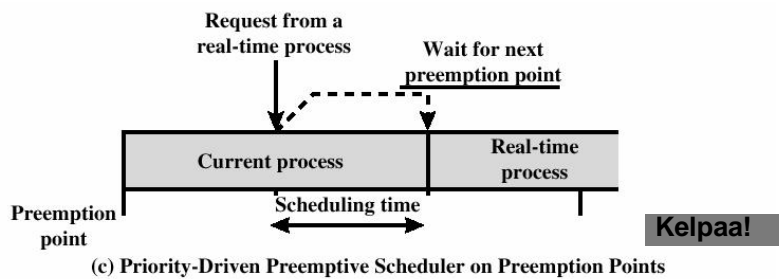 Request from a
real-time process
Wait for next
preemption point
Current process
Real-time
process
Preemption
point
Scheduling time
Kelpaa!
(c) Priority-Driven Preemptive Scheduler on Preemption Points